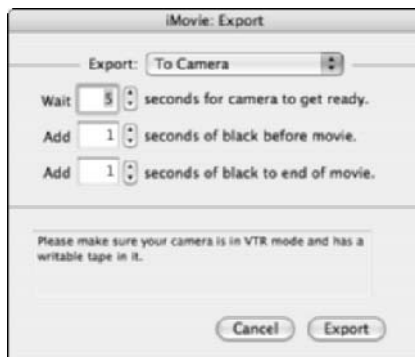 iMovie: Export
Export: To Camera
Wait 5 seconds for camera to get ready.
Add 1 seconds of black before movie.
Add 1 seconds of black to end of movie.
Please make sure your camera is in VTR mode and has a
writable tape in it.
Cancel Export